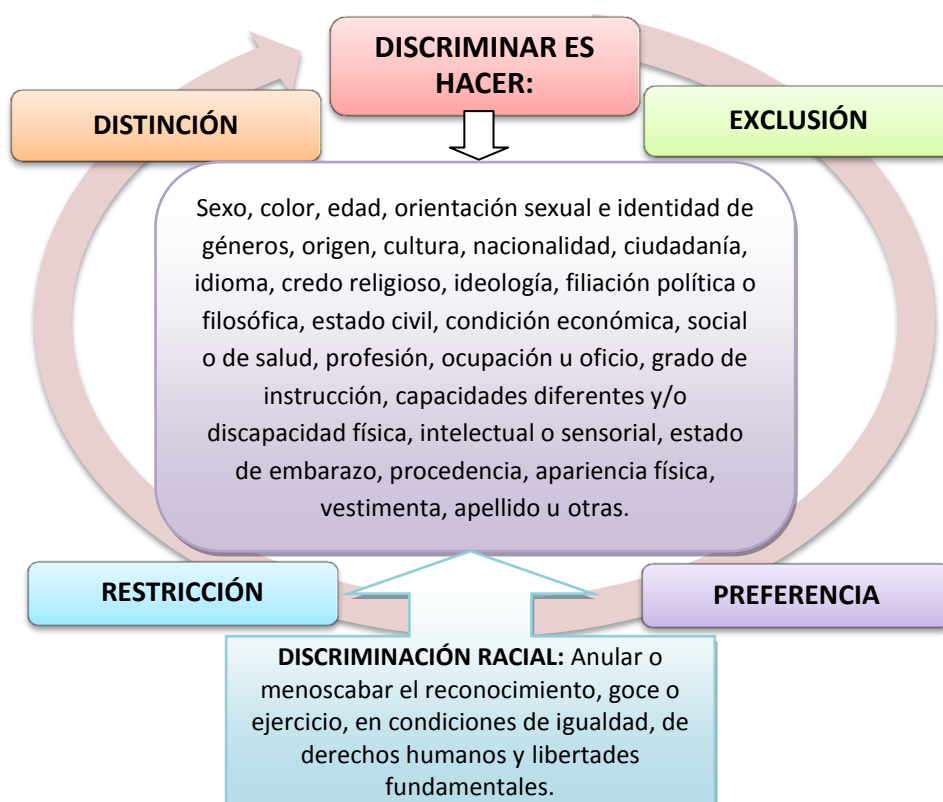 DISCRIMINAR ES
HACER:
DISTINCIÓN
EXCLUSIÓN
Sexo, color, edad, orientación sexual e identidad de
géneros, origen, cultura, nacionalidad, ciudadanía,
idioma, credo religioso, ideología, filiación política o
filosófica, estado civil, condición económica, social
o de salud, profesión, ocupación u oficio, grado de
instrucción, capacidades diferentes y/o
discapacidad física, intelectual o sensorial, estado
de embarazo, procedencia, apariencia física,
vestimenta, apellido u otras.
RESTRICCIÓN
PREFERENCIA
DISCRIMINACIÓN RACIAL: Anular o
menoscabar el reconocimiento, goce o
ejercicio, en condiciones de igualdad, de
derechos humanos y libertades
fundamentales.